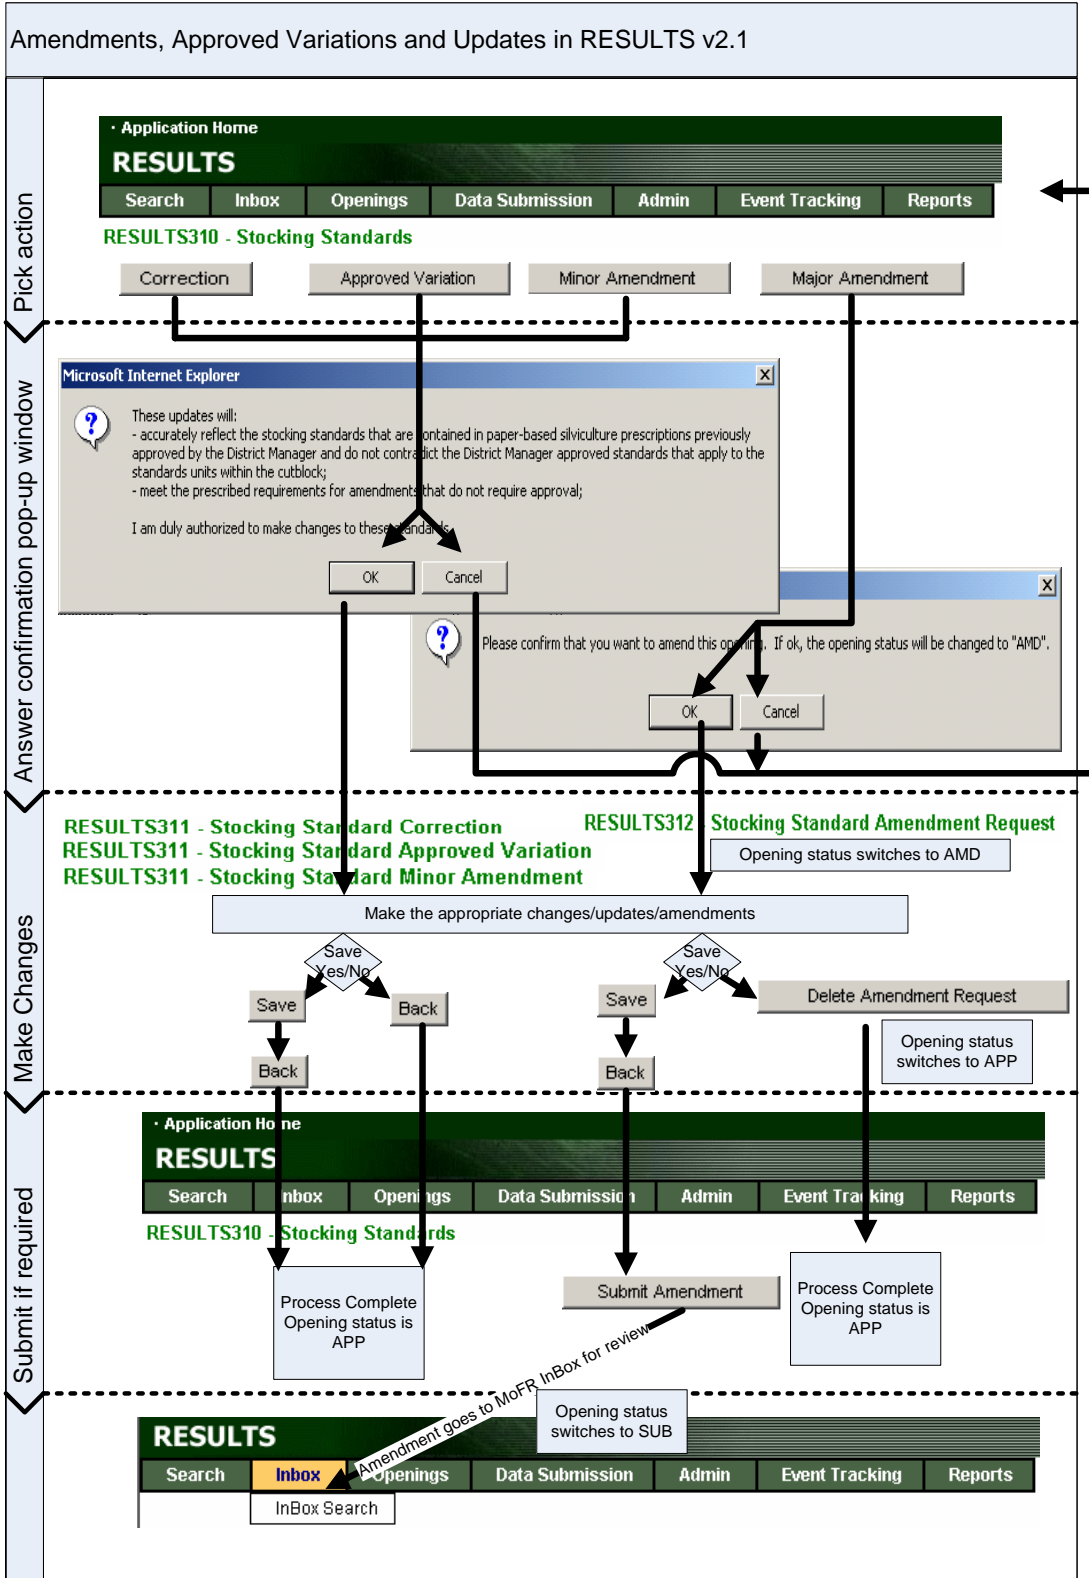 Amendments, Approved Variations and Updates in RESULTS v2.1
Pick action
· Application Home
RESULTS
Search Inbox Openings Data Submission Admin Event Tracking Reports
RESULTS310 - Stocking Standards
Correction Approved Variation Minor Amendment Major Amendment
Answer confirmation pop-up window
Microsoft Internet Explorer
These updates will:
- accurately reflect the stocking standards that are contained in paper-based silviculture prescriptions previously
approved by the District Manager and do not contradict the District Manager approved standards that apply to the
standards units within the cutblock;
- meet the prescribed requirements for amendments that do not require approval;
I am duly authorized to make changes to these standards.
OK Cancel
Please confirm that you want to amend this opening. If ok, the opening status will be changed to "AMD".
OK Cancel
Make Changes
RESULTS311 - Stocking Standard Correction
RESULTS311 - Stocking Standard Approved Variation
RESULTS311 - Stocking Standard Minor Amendment
RESULTS312 - Stocking Standard Amendment Request
Opening status switches to AMD
Make the appropriate changes/updates/amendments
Save
Yes/No
Save
Back
Back
Save
Yes/No
Save
Back
Delete Amendment Request
Opening status
switches to APP
Submit if required
· Application Home
RESULTS
Search Inbox Openings Data Submission Admin Event Tracking Reports
RESULTS310 - Stocking Standards
Process Complete
Opening status is
APP
Submit Amendment
Process Complete
Opening status is
APP
Amendment goes to MoFR InBox for review
Opening status
switches to SUB
RESULTS
Search Inbox Openings Data Submission Admin Event Tracking Reports
InBox Search